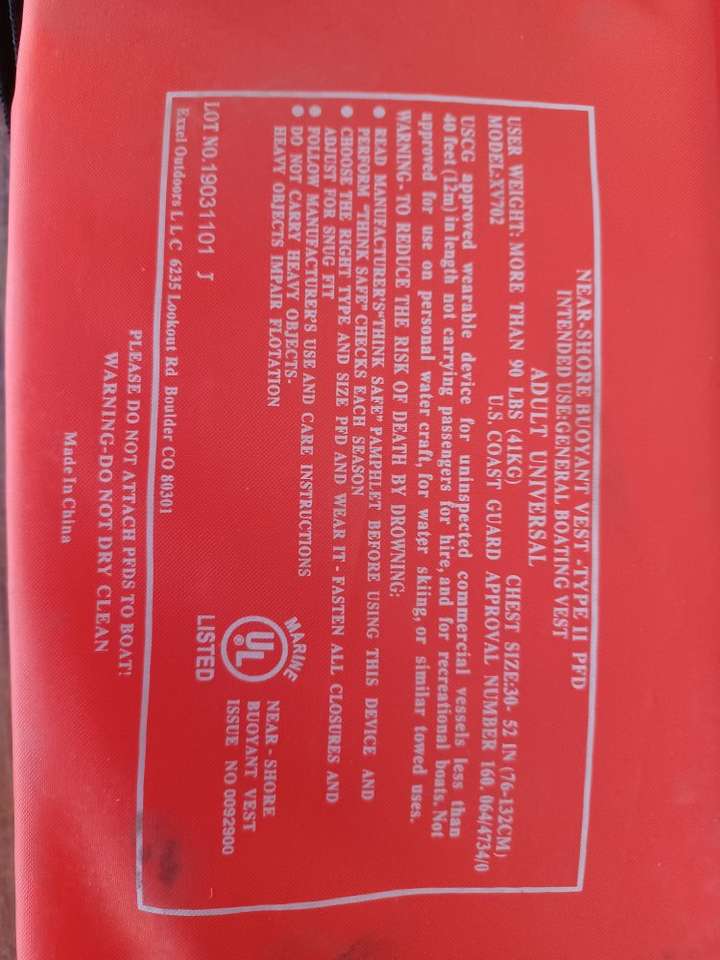 NEAR-SHORE BUOYANT VEST -TYPE II PFD
INTENDED USE:GENERAL BOATING VEST
ADULT UNIVERSAL
USER WEIGHT: MORE THAN 90 LBS (41KG) CHEST SIZE:30- 52 IN (76-132CM)
MODEL:XV702 U.S. COAST GUARD APPROVAL NUMBER 160. 064/4734/0
USCG approved wearable device for uninspected commercial vessels less than
40 feet (12m) in length not carrying passengers for hire, and for recreational boats. Not
approved for use on personal water craft, for water skiing, or similar towed uses.
WARNING- TO REDUCE THE RISK OF DEATH BY DROWNING:
● READ MANUFACTURER'S"THINK SAFE" PAMPHLET BEFORE USING THIS DEVICE AND
PERFORM "THINK SAFE" CHECKS EACH SEASON
● CHOOSE THE RIGHT TYPE AND SIZE PFD AND WEAR IT - FASTEN ALL CLOSURES AND
ADJUST FOR SNUG FIT
● FOLLOW MANUFACTURER'S USE AND CARE INSTRUCTIONS
● DO NOT CARRY HEAVY OBJECTS-
HEAVY OBJECTS IMPAIR FLOTATION
MARINE
UL ®
LISTED
NEAR - SHORE
BUOYANT VEST
ISSUE NO 0092900
LOT NO.19031101 J
Exxel Outdoors L L C 6235 Lookout Rd Boulder CO 80301
PLEASE DO NOT ATTACH PFDS TO BOAT!
WARNING-DO NOT DRY CLEAN
Made In China